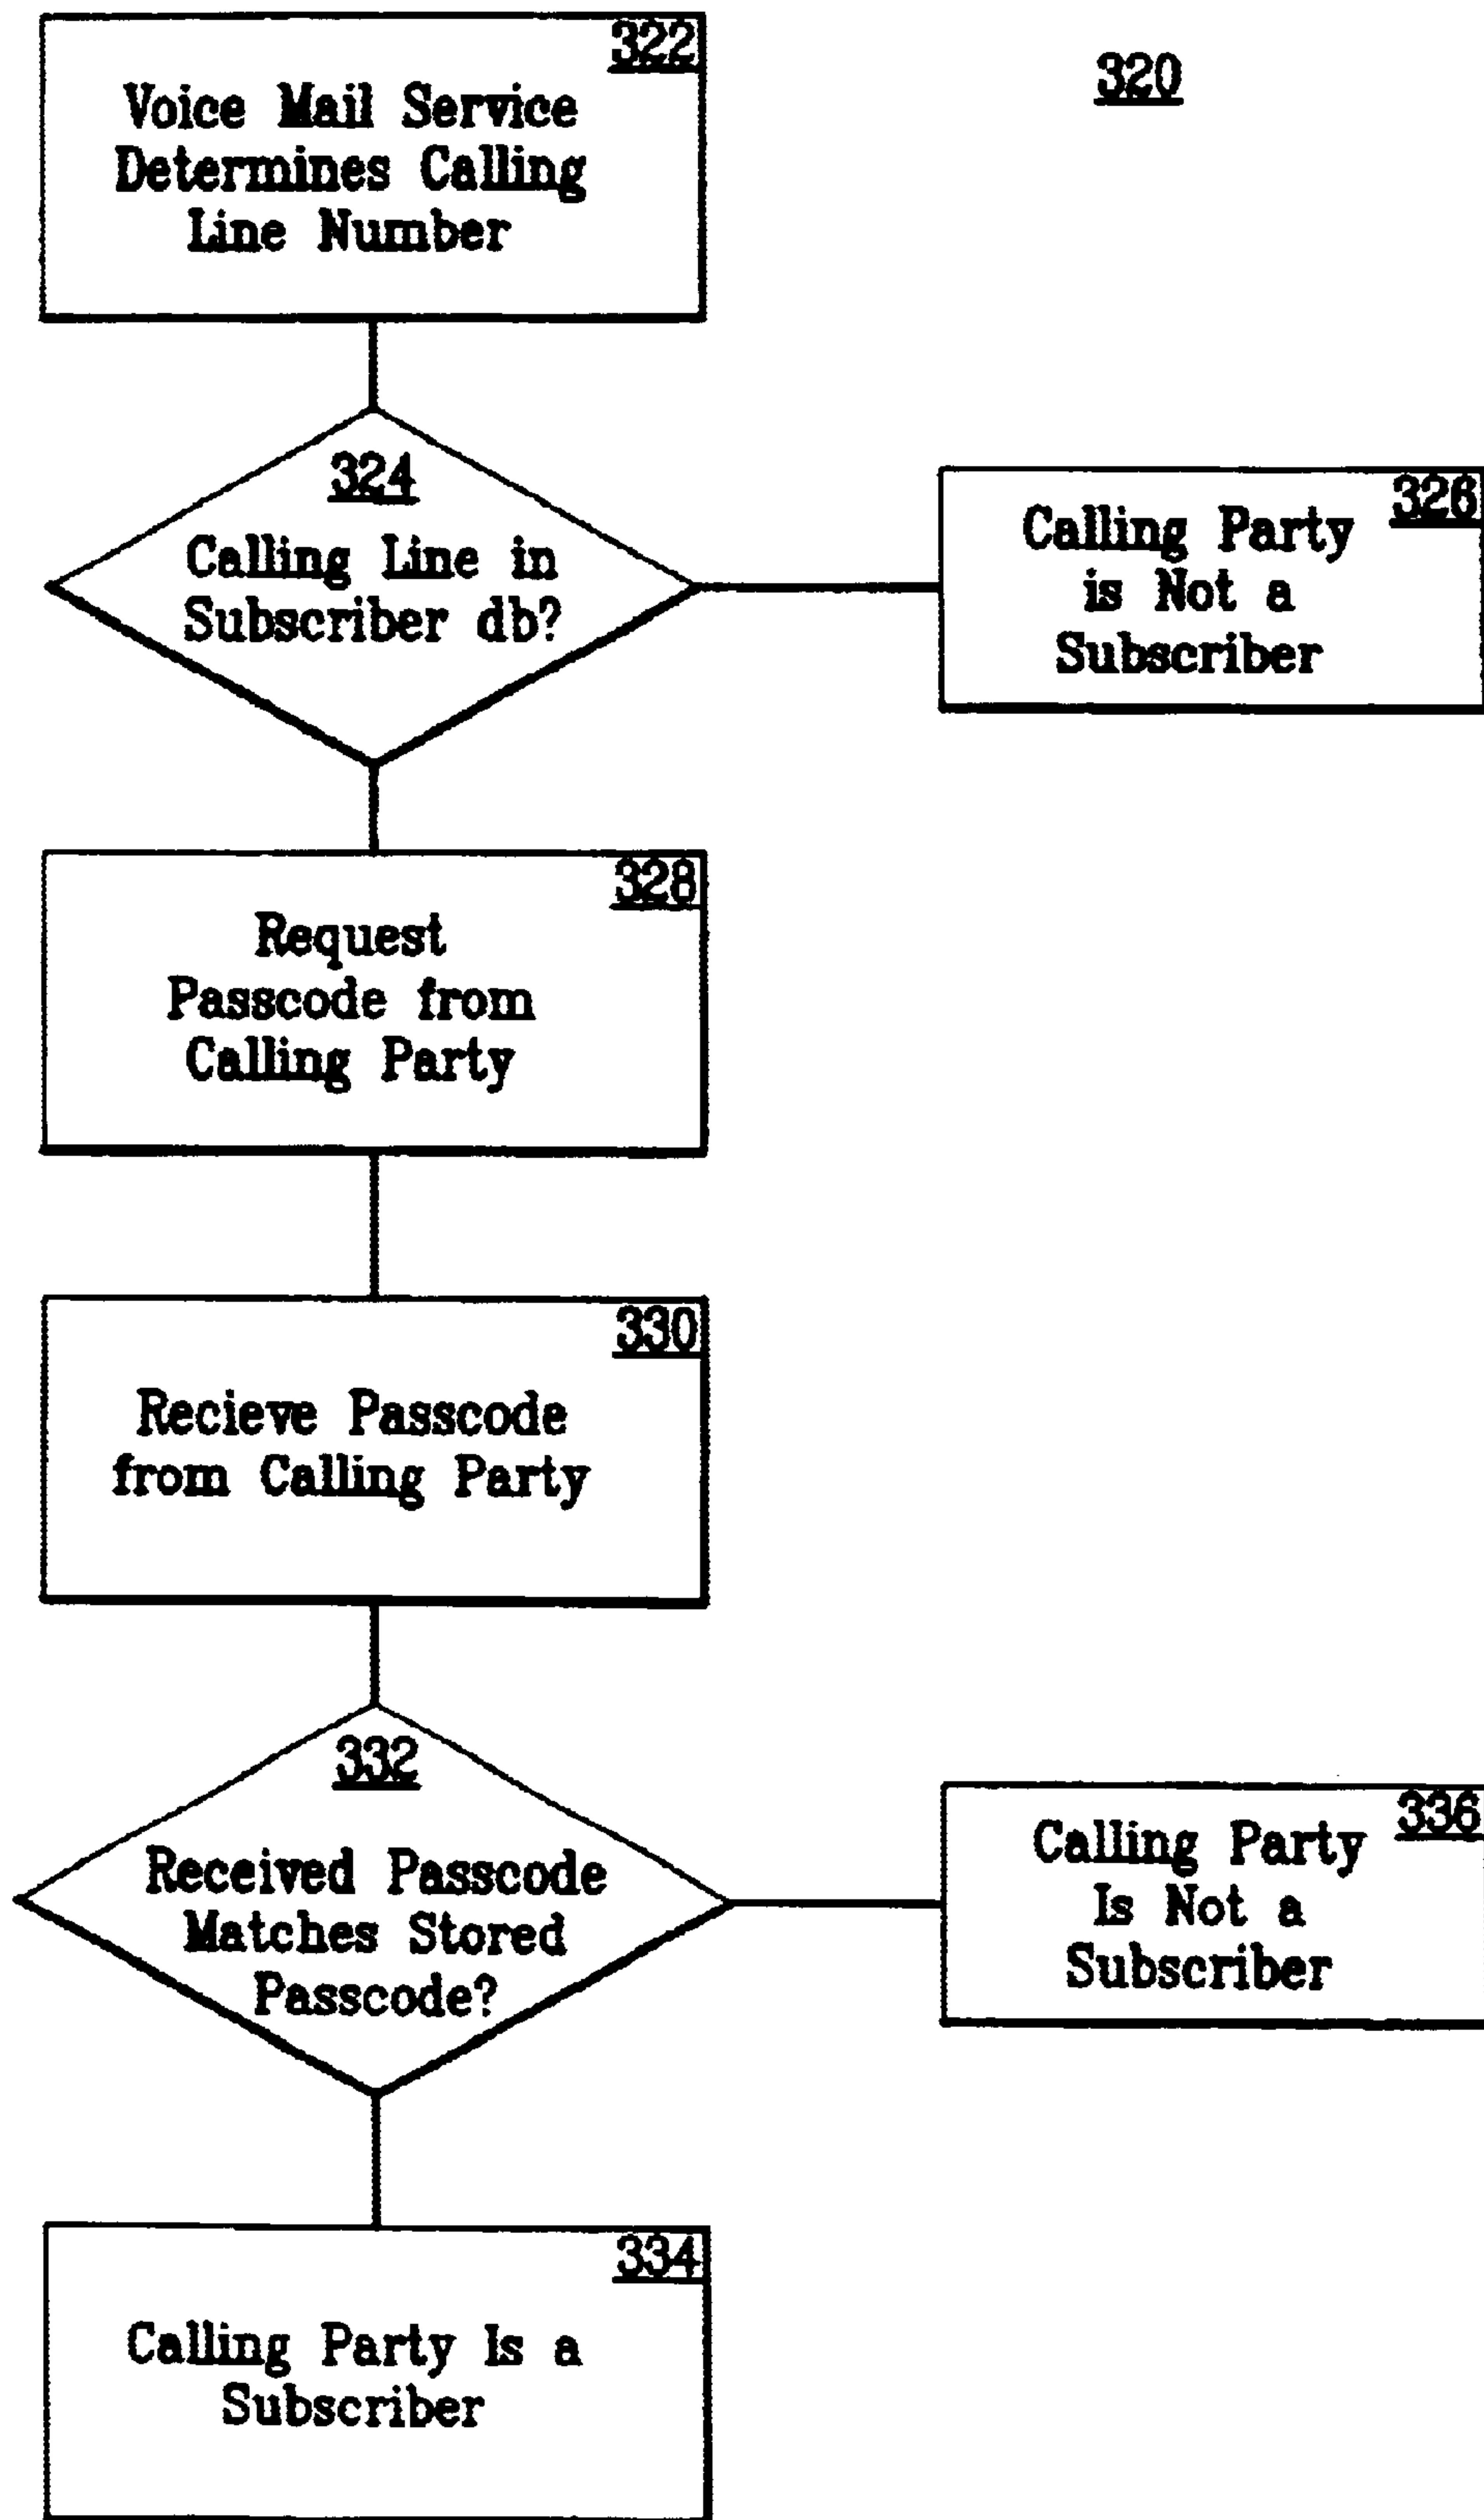 322
320
Voice Mail Service
Determines Calling
Line Number
324
Calling Line in
Subscriber db?
326
Calling Party
is Not a
Subscriber
328
Request
Passcode from
Calling Party
330
Recieve Passcode
from Calling Party
332
Received Passcode
Matches Stored
Passcode?
336
Calling Party
Is Not a
Subscriber
334
Calling Party Is a
Subscriber